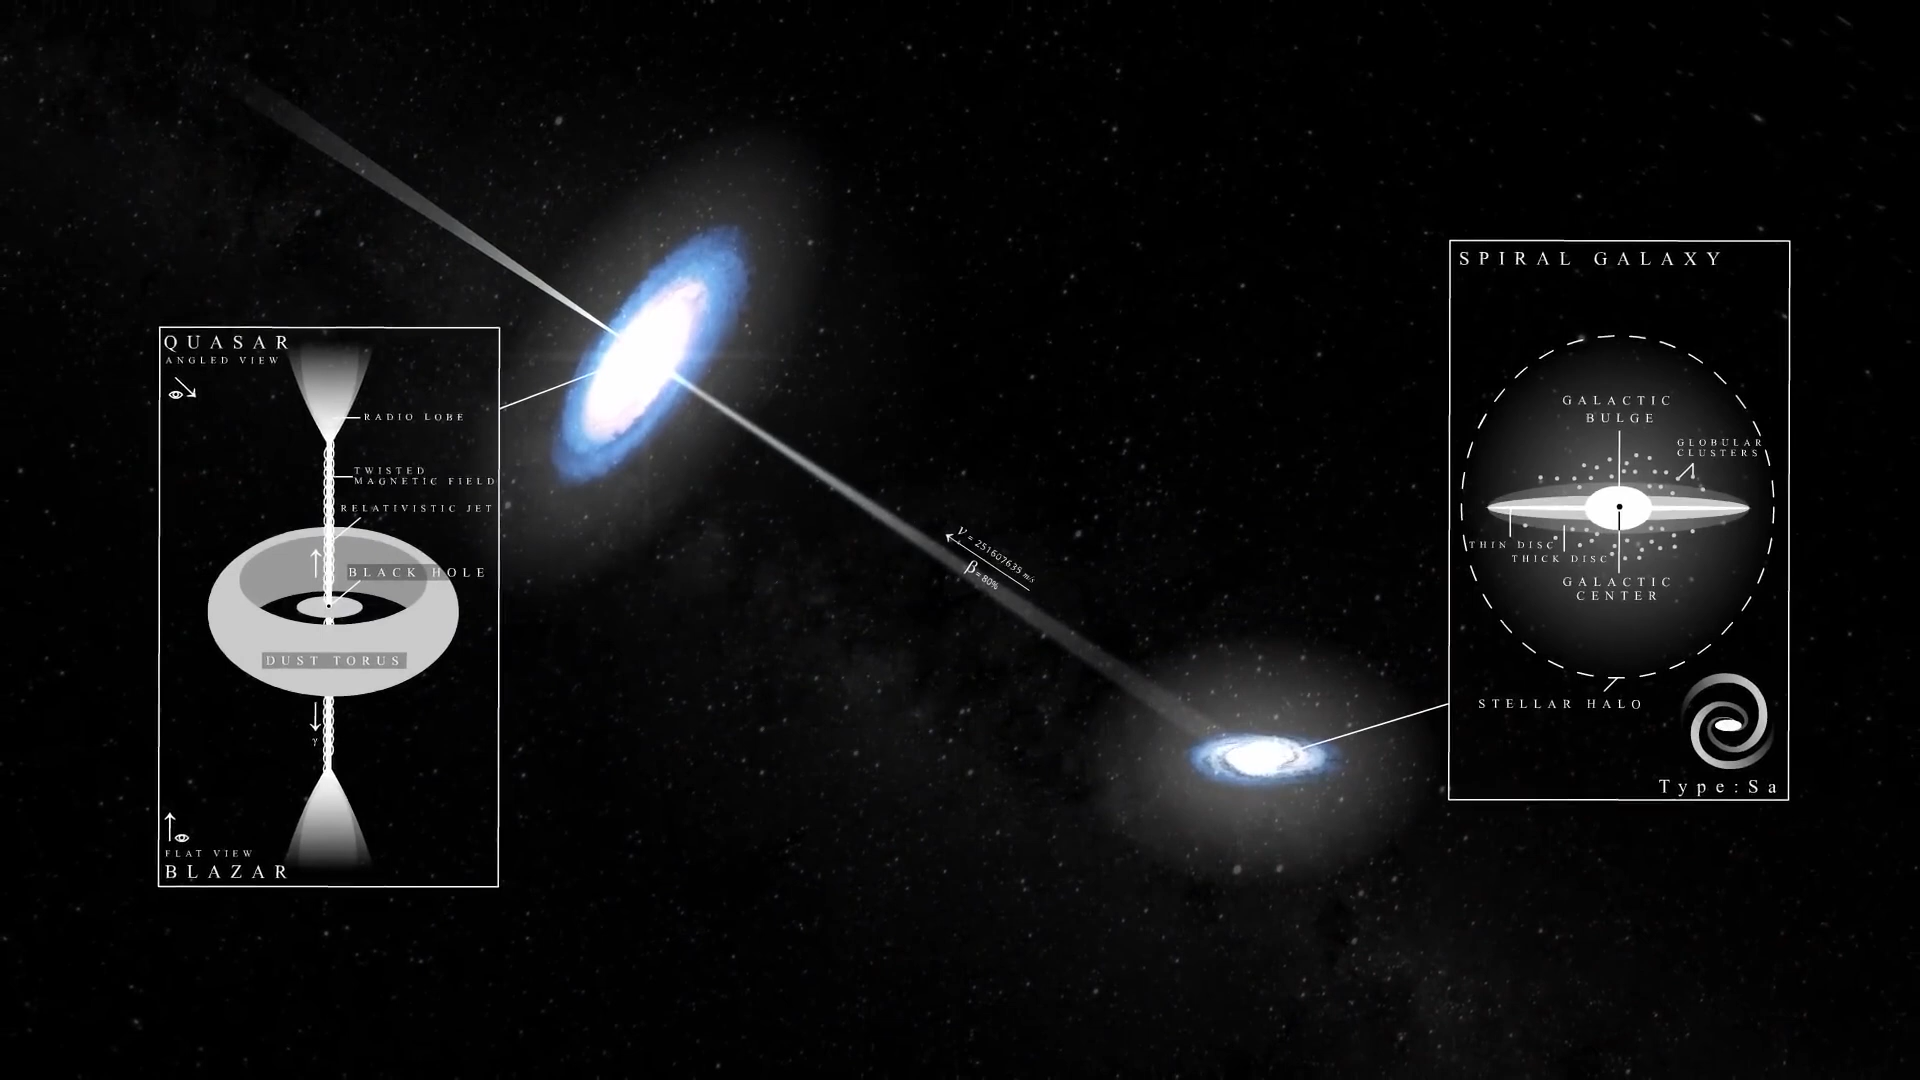 QUASAR
ANGLED VIEW
RADIO LOBE
TWISTED
MAGNETIC FIELD
RELATIVISTIC JET
BLACK HOLE
DUST TORUS
γ
FLAT VIEW
BLAZAR
v = 251607635 m/s
β = 80%
SPIRAL GALAXY
GALACTIC
BULGE
GLOBULAR
CLUSTERS
THIN DISC
THICK DISC
GALACTIC
CENTER
STELLAR HALO
Type:Sa